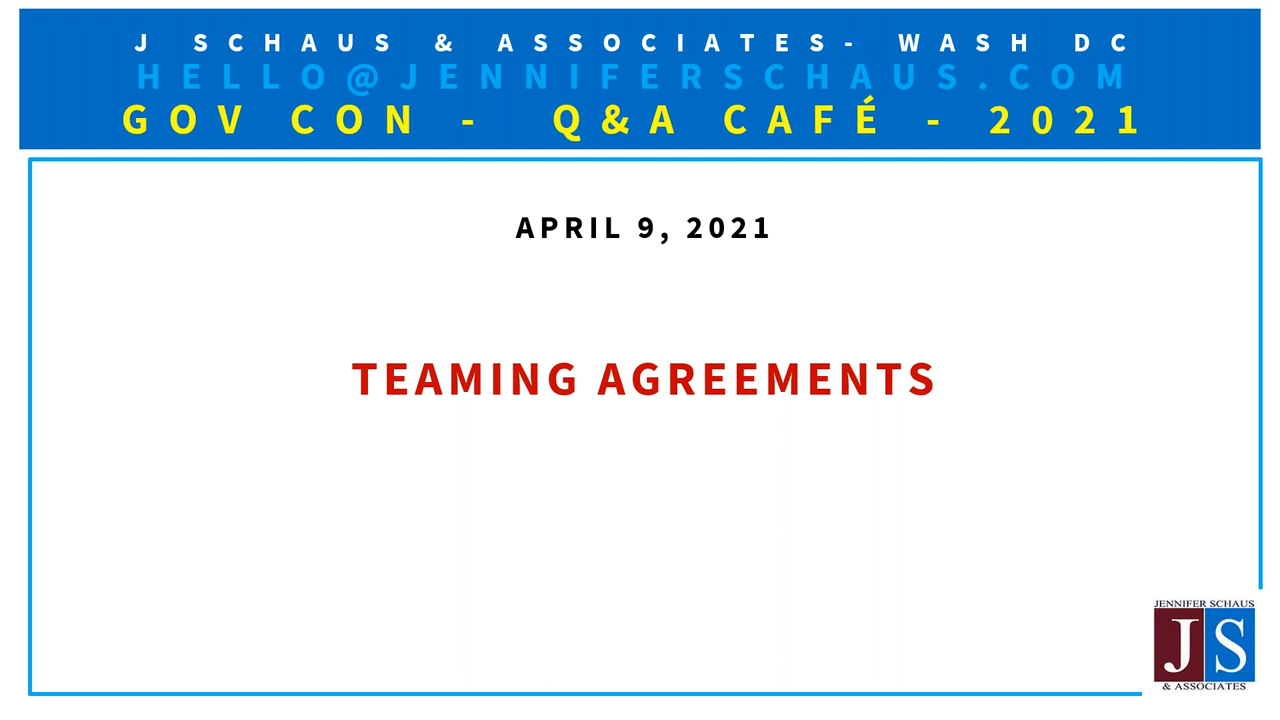 J SCHAUS & ASSOCIATES- WASH DC
HELLO@JENNIFERSCHAUS.COM
GOV CON - Q&A CAFÉ - 2021
APRIL 9, 2021
TEAMING AGREEMENTS
JENNIFER SCHAUS
JS
& ASSOCIATES